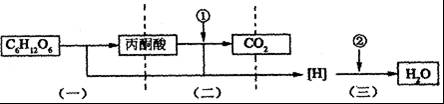 ① ②
C₆H₁₂O₆ 丙酮酸 CO₂ [H] H₂O
(一) (二) (三)